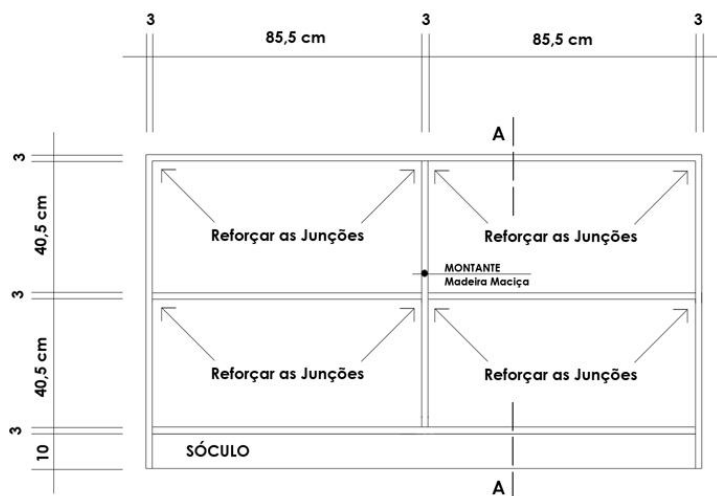 3
3
3
85,5 cm
85,5 cm
A
3
40,5 cm
3
40,5 cm
3
10
Reforçar as Junções
Reforçar as Junções
MONTANTE
Madeira Maciça
Reforçar as Junções
Reforçar as Junções
SÓCULO
A